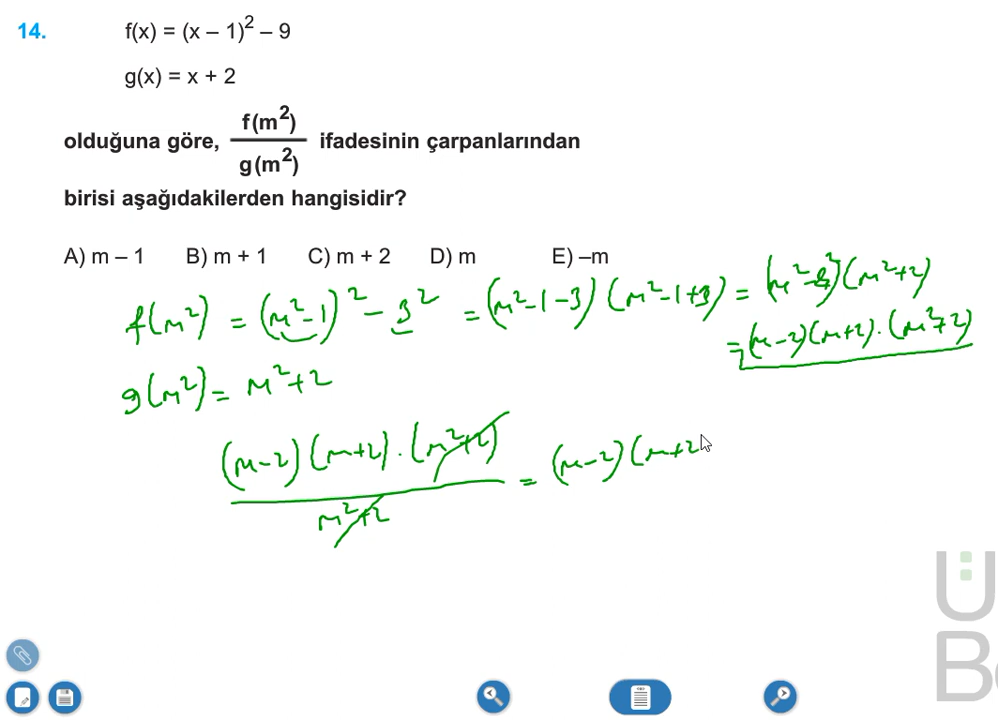 14. f(x) = (x – 1)² – 9
g(x) = x + 2
olduğuna göre, f(m²) / g(m²) ifadesinin çarpanlarından
birisi aşağıdakilerden hangisidir?
A) m – 1 B) m + 1 C) m + 2 D) m E) –m
f(m²) = (m²-1)² - 3² = (m²-1-3)(m²-1+3) = (m²-2²)(m²+2)
= (m-2)(m+2).(m²+2)
g(m²) = m²+2
(m-2)(m+2).(m²+2) / m²+2 = (m-2)(m+2